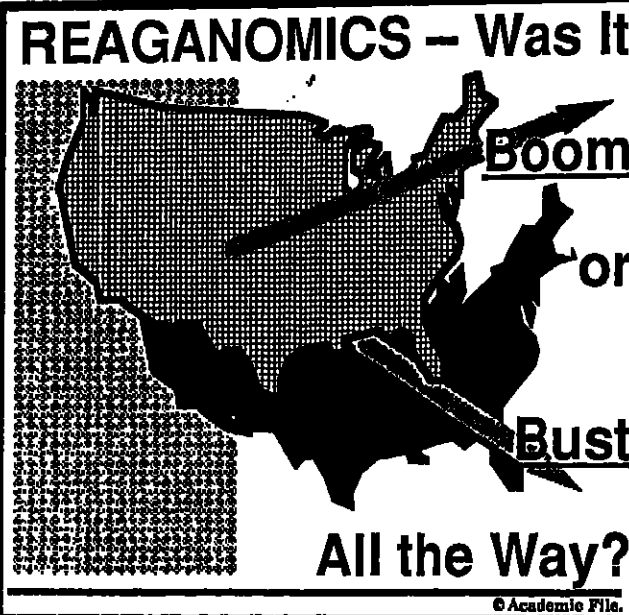 REAGANOMICS – Was It
Boom
or
Bust
All the Way?
© Academic File.